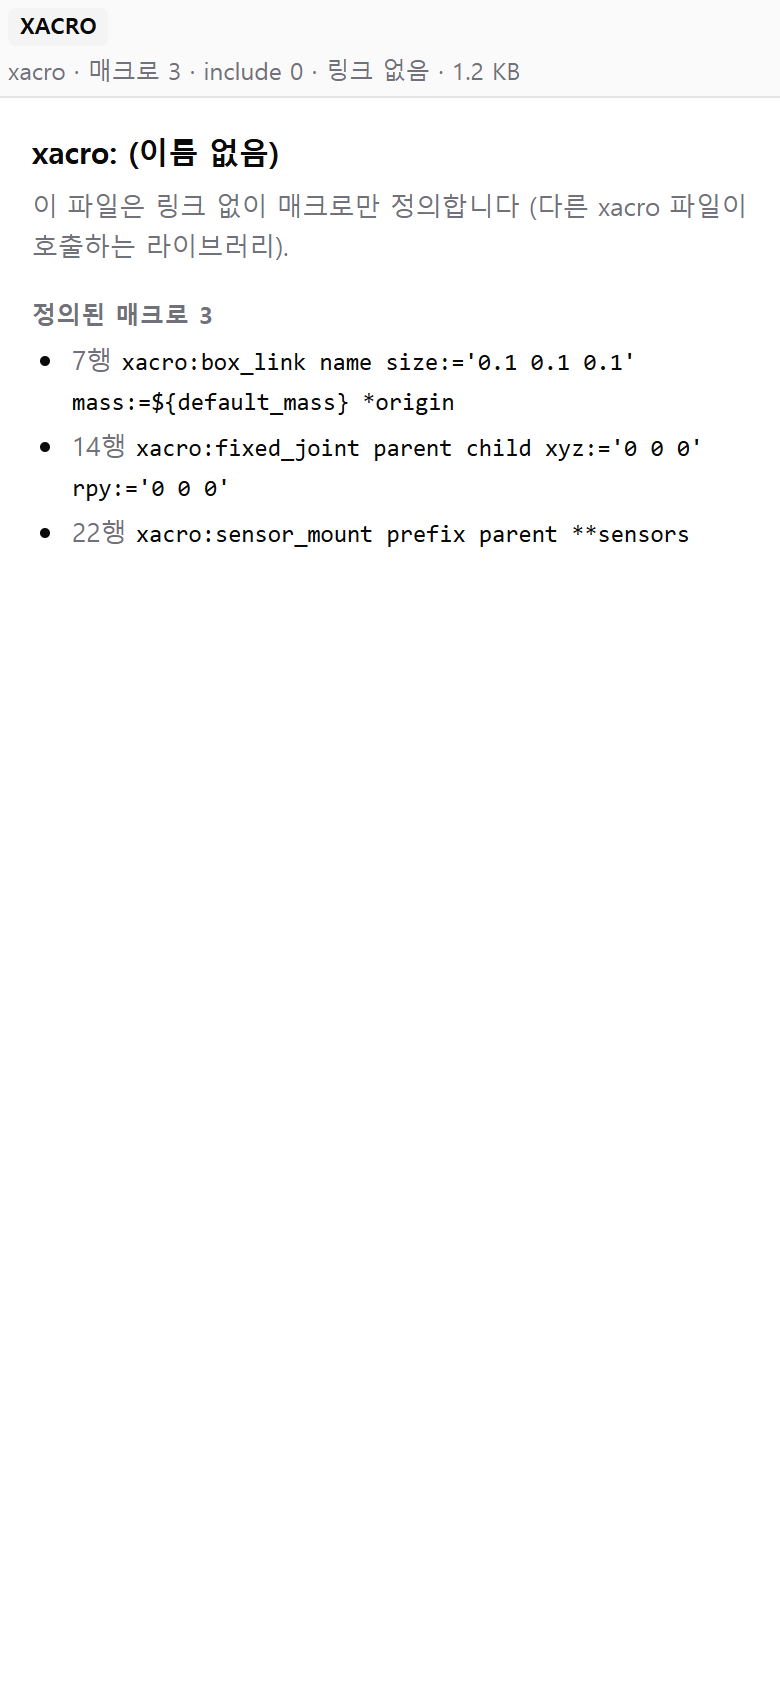 XACRO
xacro · 매크로 3 · include 0 · 링크 없음 · 1.2 KB
xacro: (이름 없음)
이 파일은 링크 없이 매크로만 정의합니다 (다른 xacro 파일이
호출하는 라이브러리).
정의된 매크로 3
• 7행 xacro:box_link name size:='0.1 0.1 0.1'
mass:=${default_mass} *origin
• 14행 xacro:fixed_joint parent child xyz:='0 0 0'
rpy:='0 0 0'
• 22행 xacro:sensor_mount prefix parent **sensors